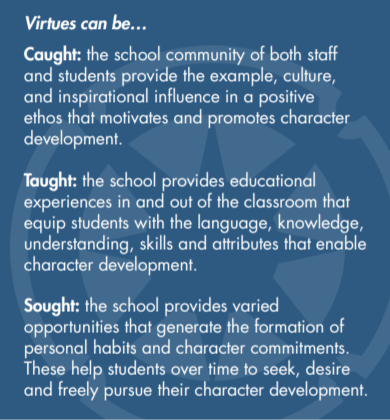 Virtues can be...
Caught: the school community of both staff
and students provide the example, culture,
and inspirational influence in a positive
ethos that motivates and promotes character
development.
Taught: the school provides educational
experiences in and out of the classroom that
equip students with the language, knowledge,
understanding, skills and attributes that enable
character development.
Sought: the school provides varied
opportunities that generate the formation of
personal habits and character commitments.
These help students over time to seek, desire
and freely pursue their character development.